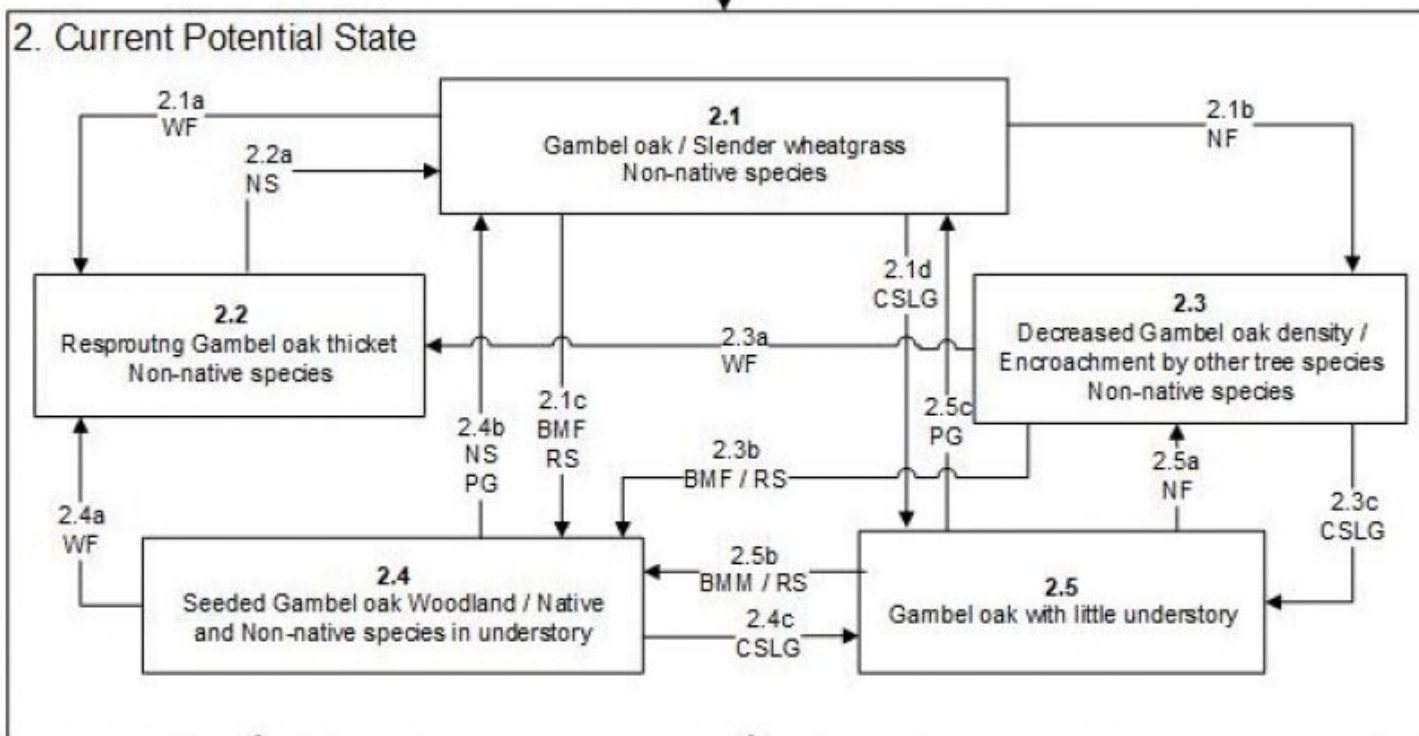 2. Current Potential State
2.1a
WF
2.2a
NS
2.1
Gambel oak / Slender wheatgrass
Non-native species
2.1b
NF
2.2
Resproutng Gambel oak thicket
Non-native species
2.1d
CSLG
2.3
Decreased Gambel oak density /
Encroachment by other tree species
Non-native species
2.3a
WF
2.4b
NS
PG
2.1c
BMF
RS
2.5c
PG
2.3b
BMF / RS
2.5a
NF
2.3c
CSLG
2.4a
WF
2.4
Seeded Gambel oak Woodland / Native
and Non-native species in understory
2.5b
BMM / RS
2.4c
CSLG
2.5
Gambel oak with little understory